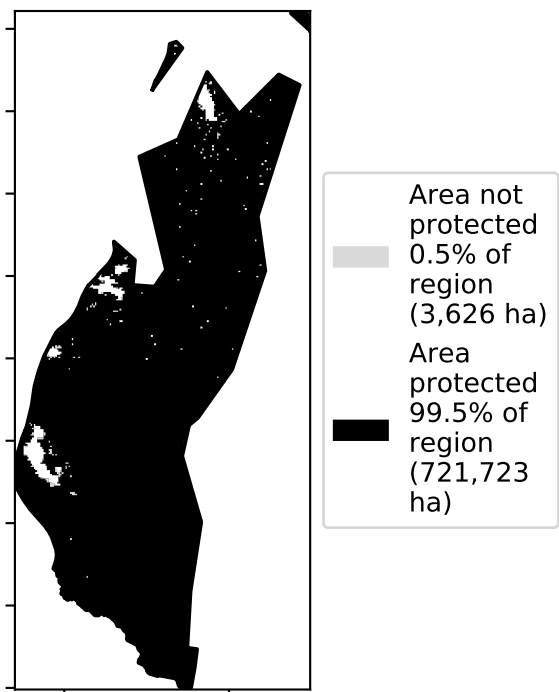 Area not
protected
0.5% of
region
(3,626 ha)
Area
protected
99.5% of
region
(721,723
ha)